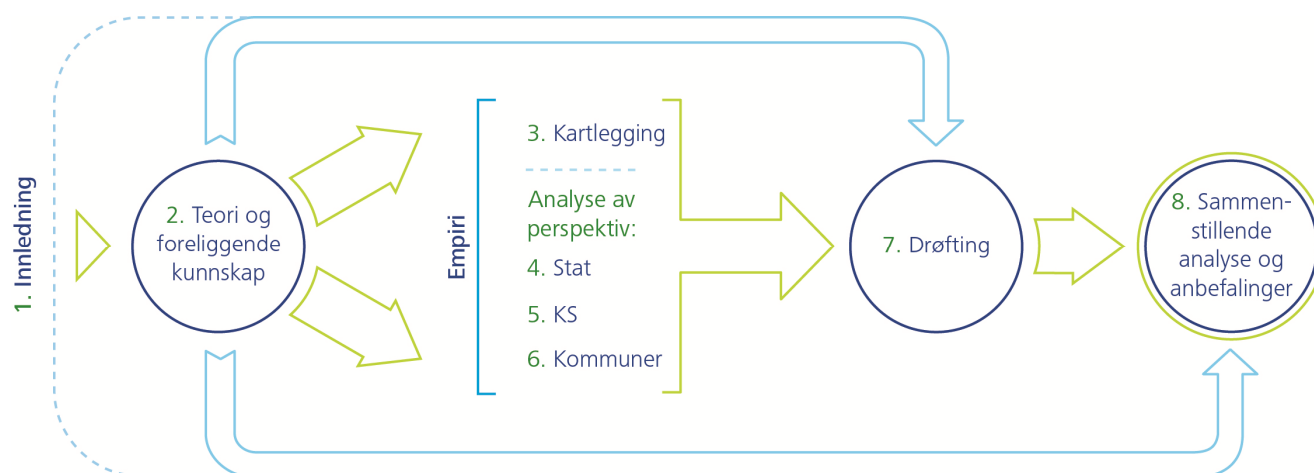 1. Innledning
2. Teori og
foreliggende
kunnskap
Empiri
3. Kartlegging
Analyse av
perspektiv:
4. Stat
5. KS
6. Kommuner
7. Drøfting
8. Sammen-
stillende
analyse og
anbefalinger